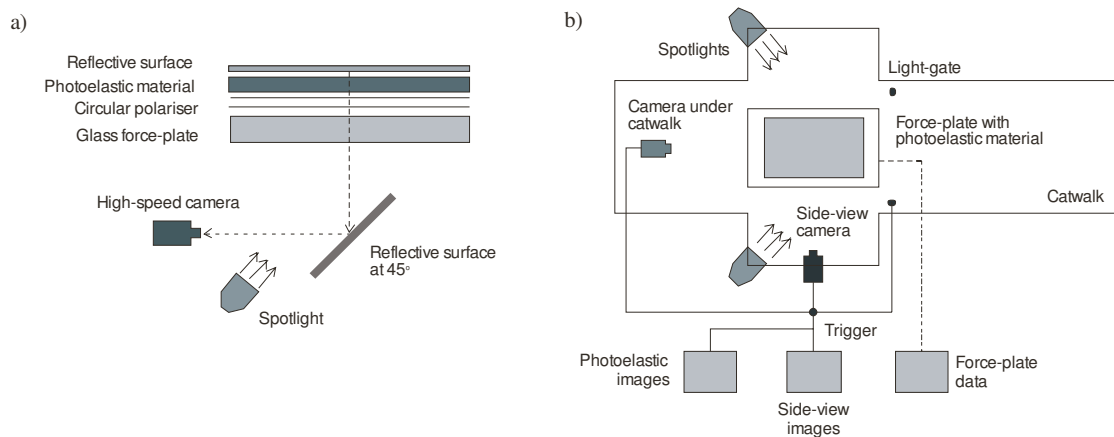 a)
Reflective surface
Photoelastic material
Circular polariser
Glass force-plate
High-speed camera
Reflective surface
at 45°
Spotlight
b)
Spotlights
Light-gate
Camera under
catwalk
Force-plate with
photoelastic material
Side-view
camera
Catwalk
Trigger
Photoelastic
images
Side-view
images
Force-plate
data